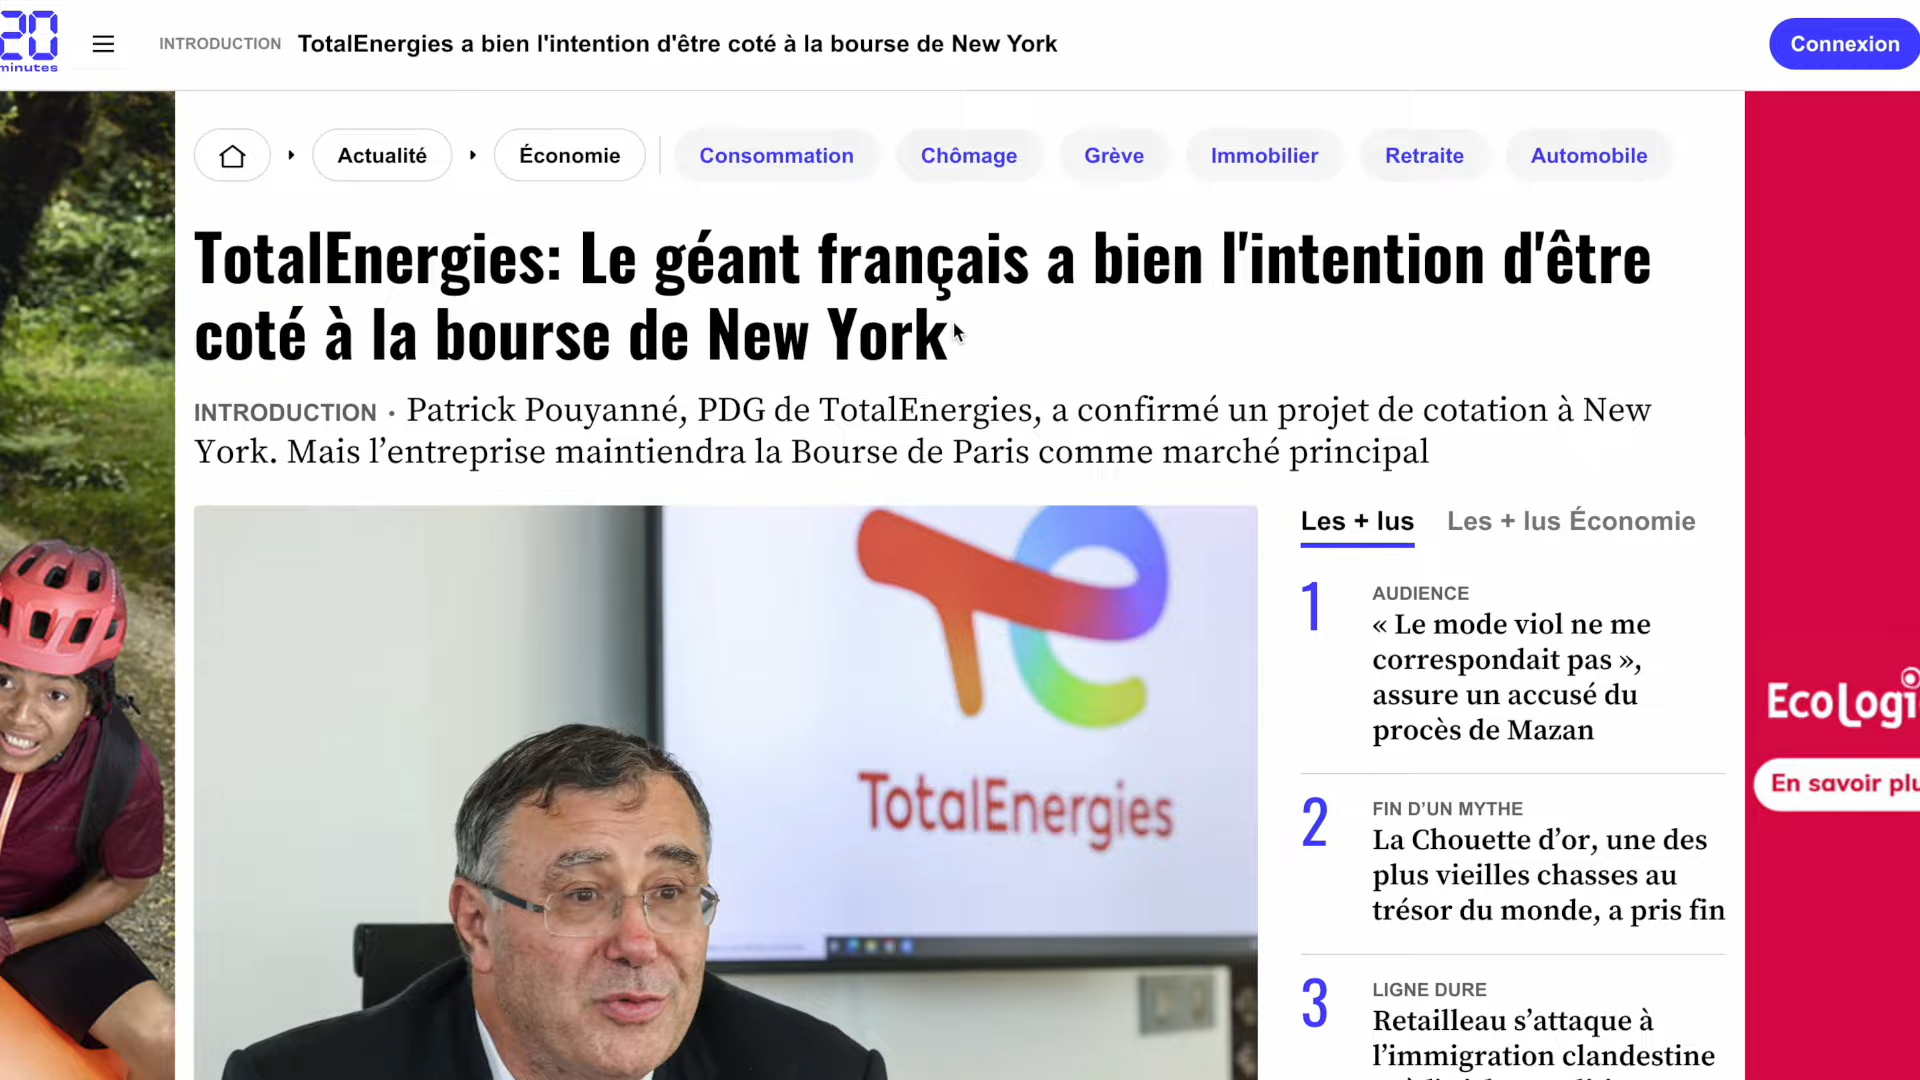 20
minutes
INTRODUCTION TotalEnergies a bien l'intention d'être coté à la bourse de New York
Connexion
Actualité
Économie
Consommation
Chômage
Grève
Immobilier
Retraite
Automobile
TotalEnergies: Le géant français a bien l'intention d'être
coté à la bourse de New York
INTRODUCTION • Patrick Pouyanné, PDG de TotalEnergies, a confirmé un projet de cotation à New
York. Mais l’entreprise maintiendra la Bourse de Paris comme marché principal
TotalEnergies
Les + lus
Les + lus Économie
1
AUDIENCE
« Le mode viol ne me
correspondait pas »,
assure un accusé du
procès de Mazan
2
FIN D’UN MYTHE
La Chouette d’or, une des
plus vieilles chasses au
trésor du monde, a pris fin
3
LIGNE DURE
Retailleau s’attaque à
l’immigration clandestine
EcoLogi
En savoir plu